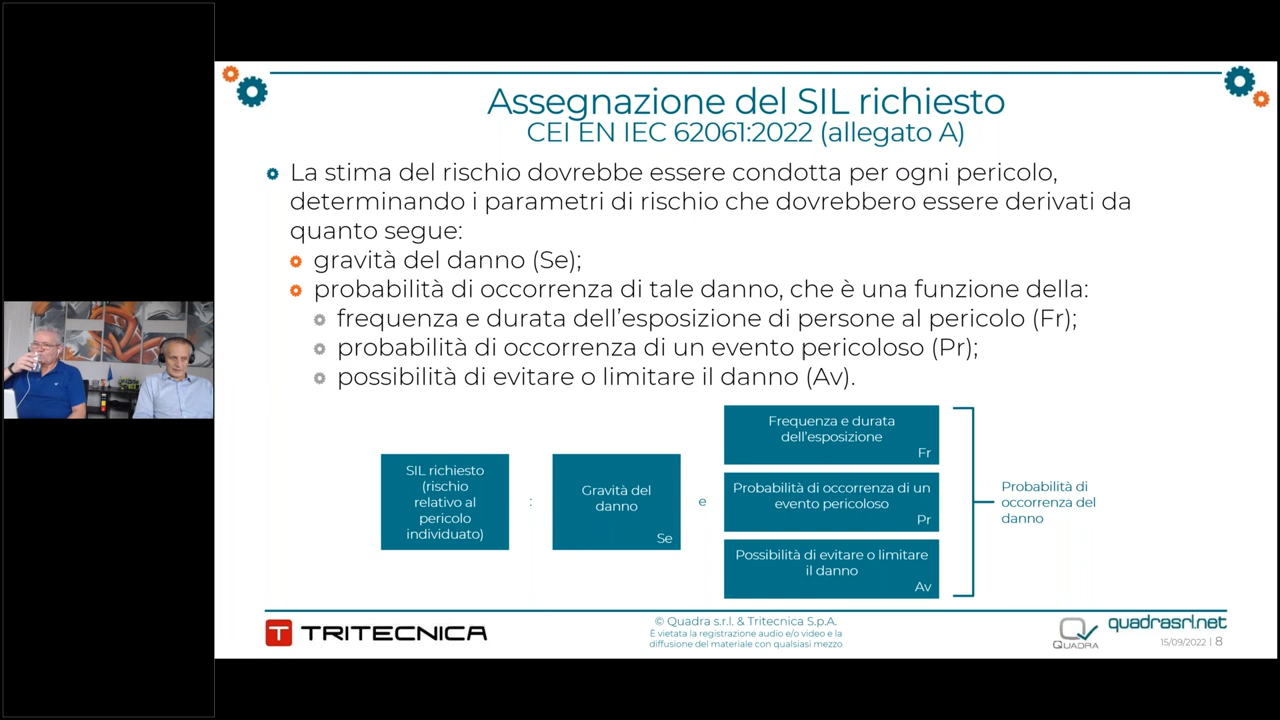 Assegnazione del SIL richiesto
CEI EN IEC 62061:2022 (allegato A)
La stima del rischio dovrebbe essere condotta per ogni pericolo,
determinando i parametri di rischio che dovrebbero essere derivati da
quanto segue:
gravità del danno (Se);
probabilità di occorrenza di tale danno, che è una funzione della:
frequenza e durata dell'esposizione di persone al pericolo (Fr);
probabilità di occorrenza di un evento pericoloso (Pr);
possibilità di evitare o limitare il danno (Av).
SIL richiesto
(rischio
relativo al
pericolo
individuato)
:
Gravità del
danno
Se
e
Frequenza e durata
dell'esposizione
Fr
Probabilità di occorrenza di un
evento pericoloso
Pr
Possibilità di evitare o limitare
il danno
Av
Probabilità di
occorrenza del
danno
T TRITECNICA
© Quadra s.r.l. & Tritecnica S.p.A.
È vietata la registrazione audio e/o video e la
diffusione del materiale con qualsiasi mezzo
QUADRA
quadrasrl.net
15/09/2022 | 8